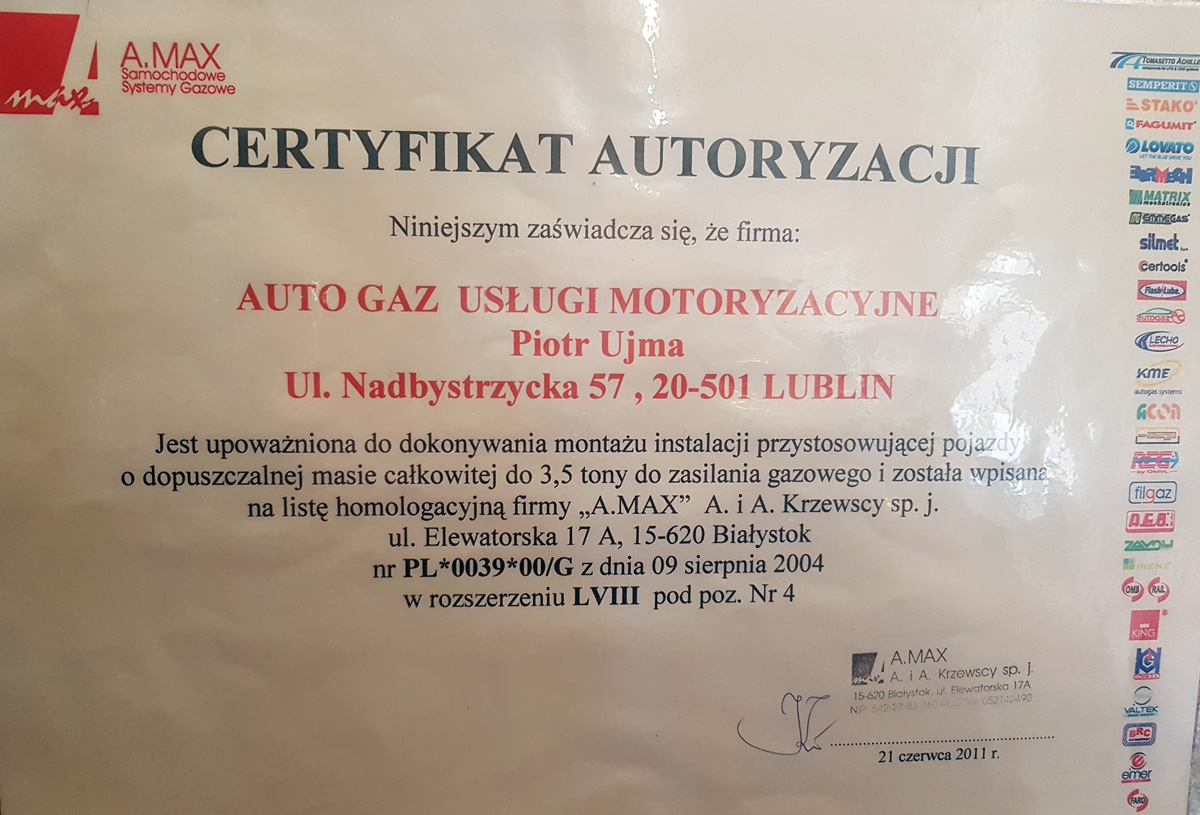 max
A.MAX
Samochodowe
Systemy Gazowe
CERTYFIKAT AUTORYZACJI
Niniejszym zaświadcza się, że firma:
AUTO GAZ USŁUGI MOTORYZACYJNE
Piotr Ujma
Ul. Nadbystrzycka 57 , 20-501 LUBLIN
Jest upoważniona do dokonywania montażu instalacji przystosowującej pojazdy
o dopuszczalnej masie całkowitej do 3,5 tony do zasilania gazowego i została wpisana
na listę homologacyjną firmy „A.MAX” A. i A. Krzewscy sp. j.
ul. Elewatorska 17 A, 15-620 Białystok
nr PL*0039*00/G z dnia 09 sierpnia 2004
w rozszerzeniu LVIII pod poz. Nr 4
A.MAX
A. i A. Krzewscy sp. j.
15-620 Białystok, ul. Elewatorska 17A
NIP: 542-27-83-760 REGON: 052142490
21 czerwca 2011 r.
TOMASETTO ACHILLE
SEMPERIT
STAKO
FAGUMIT
LOVATO
LET THE BLUE DRIVE YOU
MATRIX
mechatronics
EMMEGAS
silmet
certools
Flash Lube
eurogaz
LECHO
KME
autogas systems
ACON
REG
filgaz
A.E.B.
ZAVOLI
IRENE
OMB
RAIL
KING
VALTEK
BRC
emer
FARO